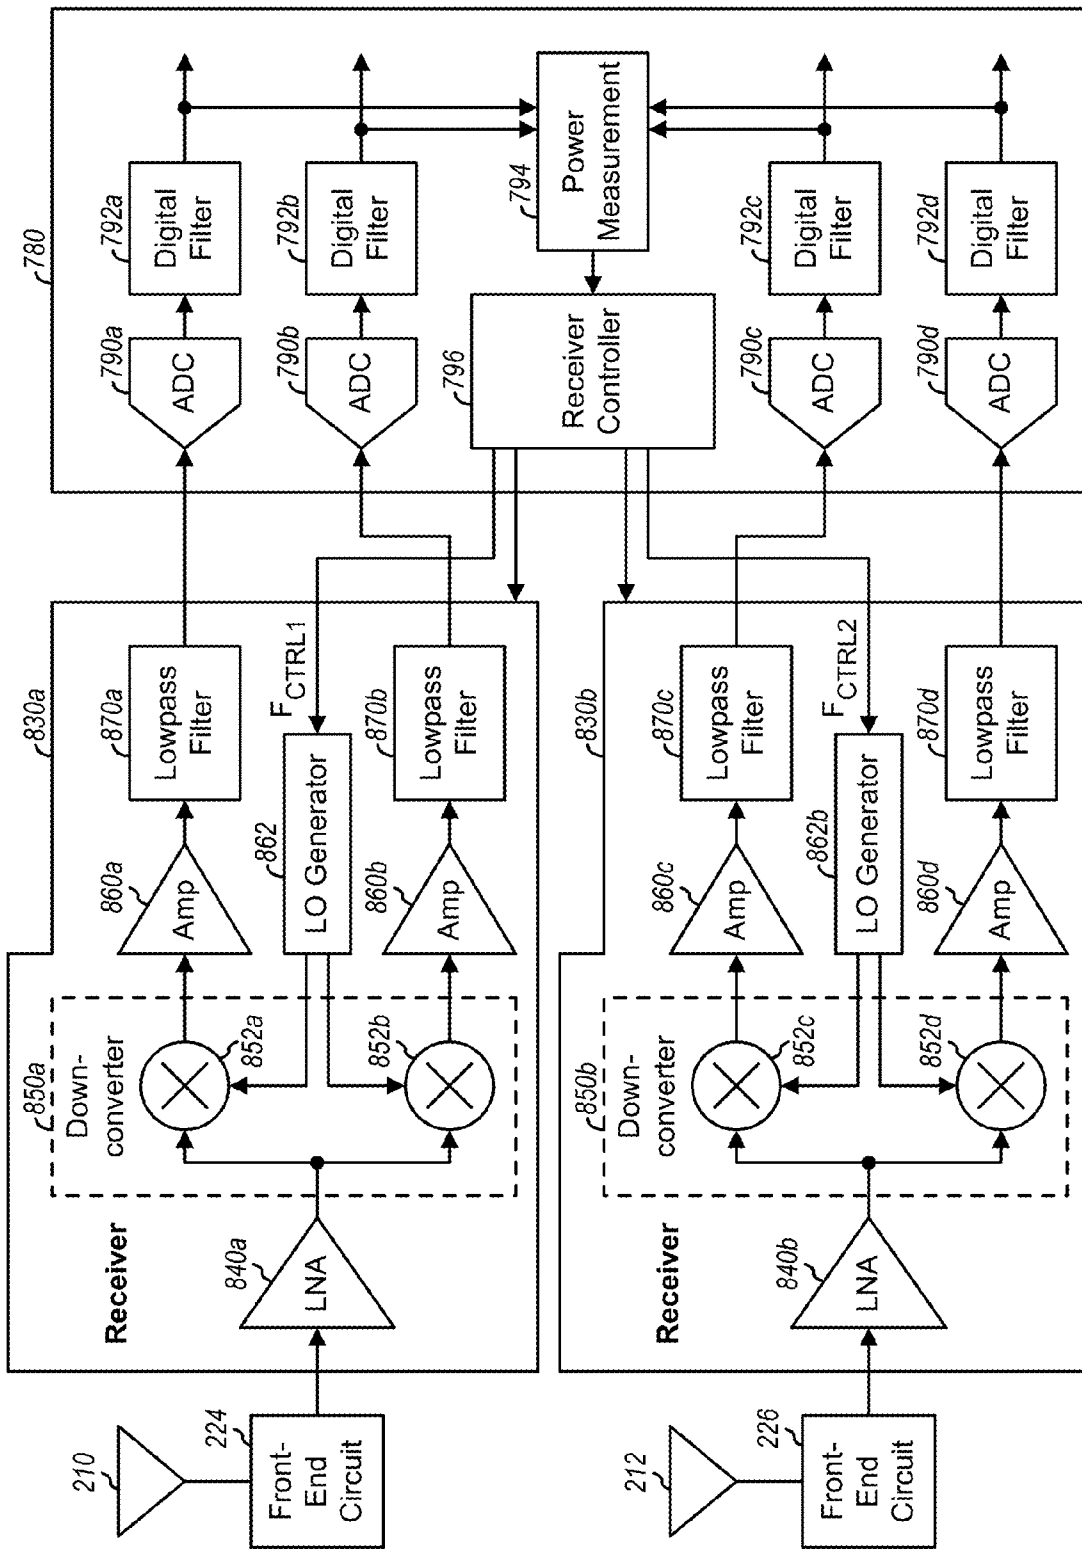 210
224
Front-
End
Circuit
Receiver
830a
840a
LNA
850a
Down-
converter
852a
852b
860a
Amp
862
LO Generator
860b
Amp
870a
Lowpass
Filter
FCTRL1
870b
Lowpass
Filter
212
226
Front-
End
Circuit
Receiver
830b
840b
LNA
850b
Down-
converter
852c
852d
860c
Amp
862b
LO Generator
860d
Amp
870c
Lowpass
Filter
FCTRL2
870d
Lowpass
Filter
780
790a
ADC
792a
Digital
Filter
790b
ADC
792b
Digital
Filter
796
Receiver
Controller
794
Power
Measurement
790c
ADC
792c
Digital
Filter
790d
ADC
792d
Digital
Filter